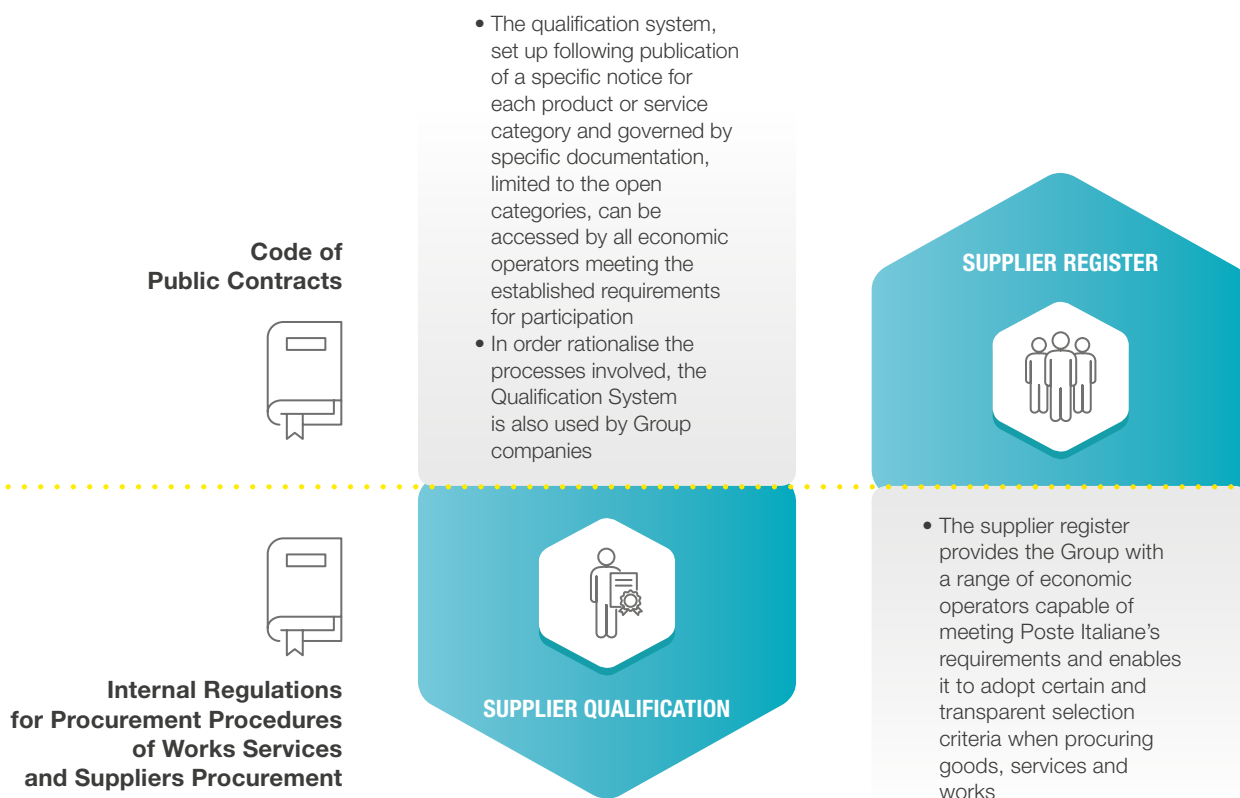 Code of
Public Contracts
Internal Regulations
for Procurement Procedures
of Works Services
and Suppliers Procurement
• The qualification system,
set up following publication
of a specific notice for
each product or service
category and governed by
specific documentation,
limited to the open
categories, can be
accessed by all economic
operators meeting the
established requirements
for participation
• In order rationalise the
processes involved, the
Qualification System
is also used by Group
companies
SUPPLIER QUALIFICATION
SUPPLIER REGISTER
• The supplier register
provides the Group with
a range of economic
operators capable of
meeting Poste Italiane’s
requirements and enables
it to adopt certain and
transparent selection
criteria when procuring
goods, services and
works